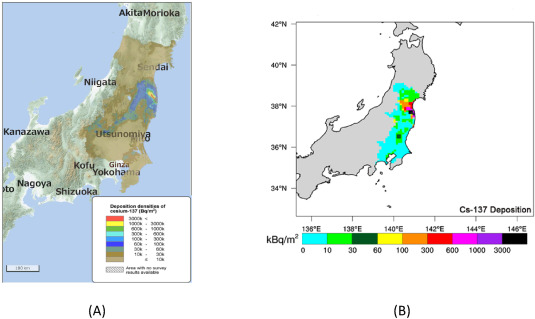 Akita Morioka
Sendai
Niigata
Kanazawa
Utsunomiya
Mito
Kofu
Ginza
Yokohama
Nagoya
Shizuoka
oto
Deposition densities of
cesium-137 (Bq/m²)
3000k <
1000k - 3000k
600k - 1000k
300k - 600k
100k - 300k
60k - 100k
30k - 60k
10k - 30k
≤ 10k
Area with no survey
results available
100 km
(A)
42°N
40°N
38°N
36°N
34°N
Cs-137 Deposition
136°E 138°E 140°E 142°E 144°E 146°E
kBq/m²
0 10 30 60 100 300 600 1000 3000
(B)